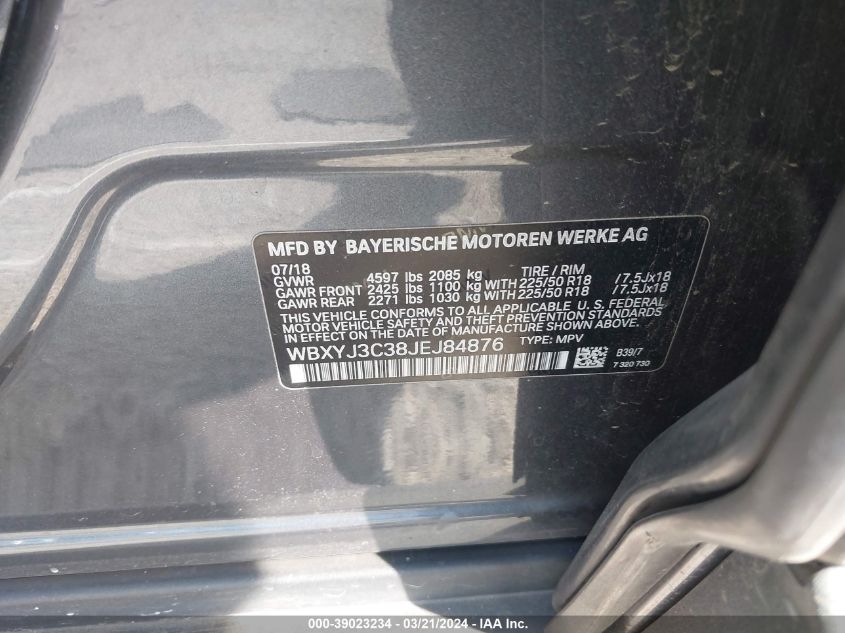 MFD BY BAYERISCHE MOTOREN WERKE AG
07/18
GVWR 4597 lbs 2085 kg TIRE / RIM
GAWR FRONT 2425 lbs 1100 kg WITH 225/50 R18 / 7.5Jx18
GAWR REAR 2271 lbs 1030 kg WITH 225/50 R18 / 7.5Jx18
THIS VEHICLE CONFORMS TO ALL APPLICABLE U. S. FEDERAL
MOTOR VEHICLE SAFETY, BUMPER, AND THEFT PREVENTION STANDARDS
IN EFFECT ON THE DATE OF MANUFACTURE SHOWN ABOVE.
WBXYJ3C38JEJ84876 TYPE: MPV
B39/7
7 320 730
000-39023234 - 03/21/2024 - IAA Inc.